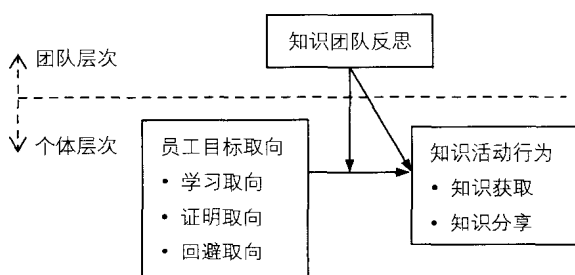 知识团队反思
团队层次
个体层次
员工目标取向
• 学习取向
• 证明取向
• 回避取向
知识活动行为
• 知识获取
• 知识分享